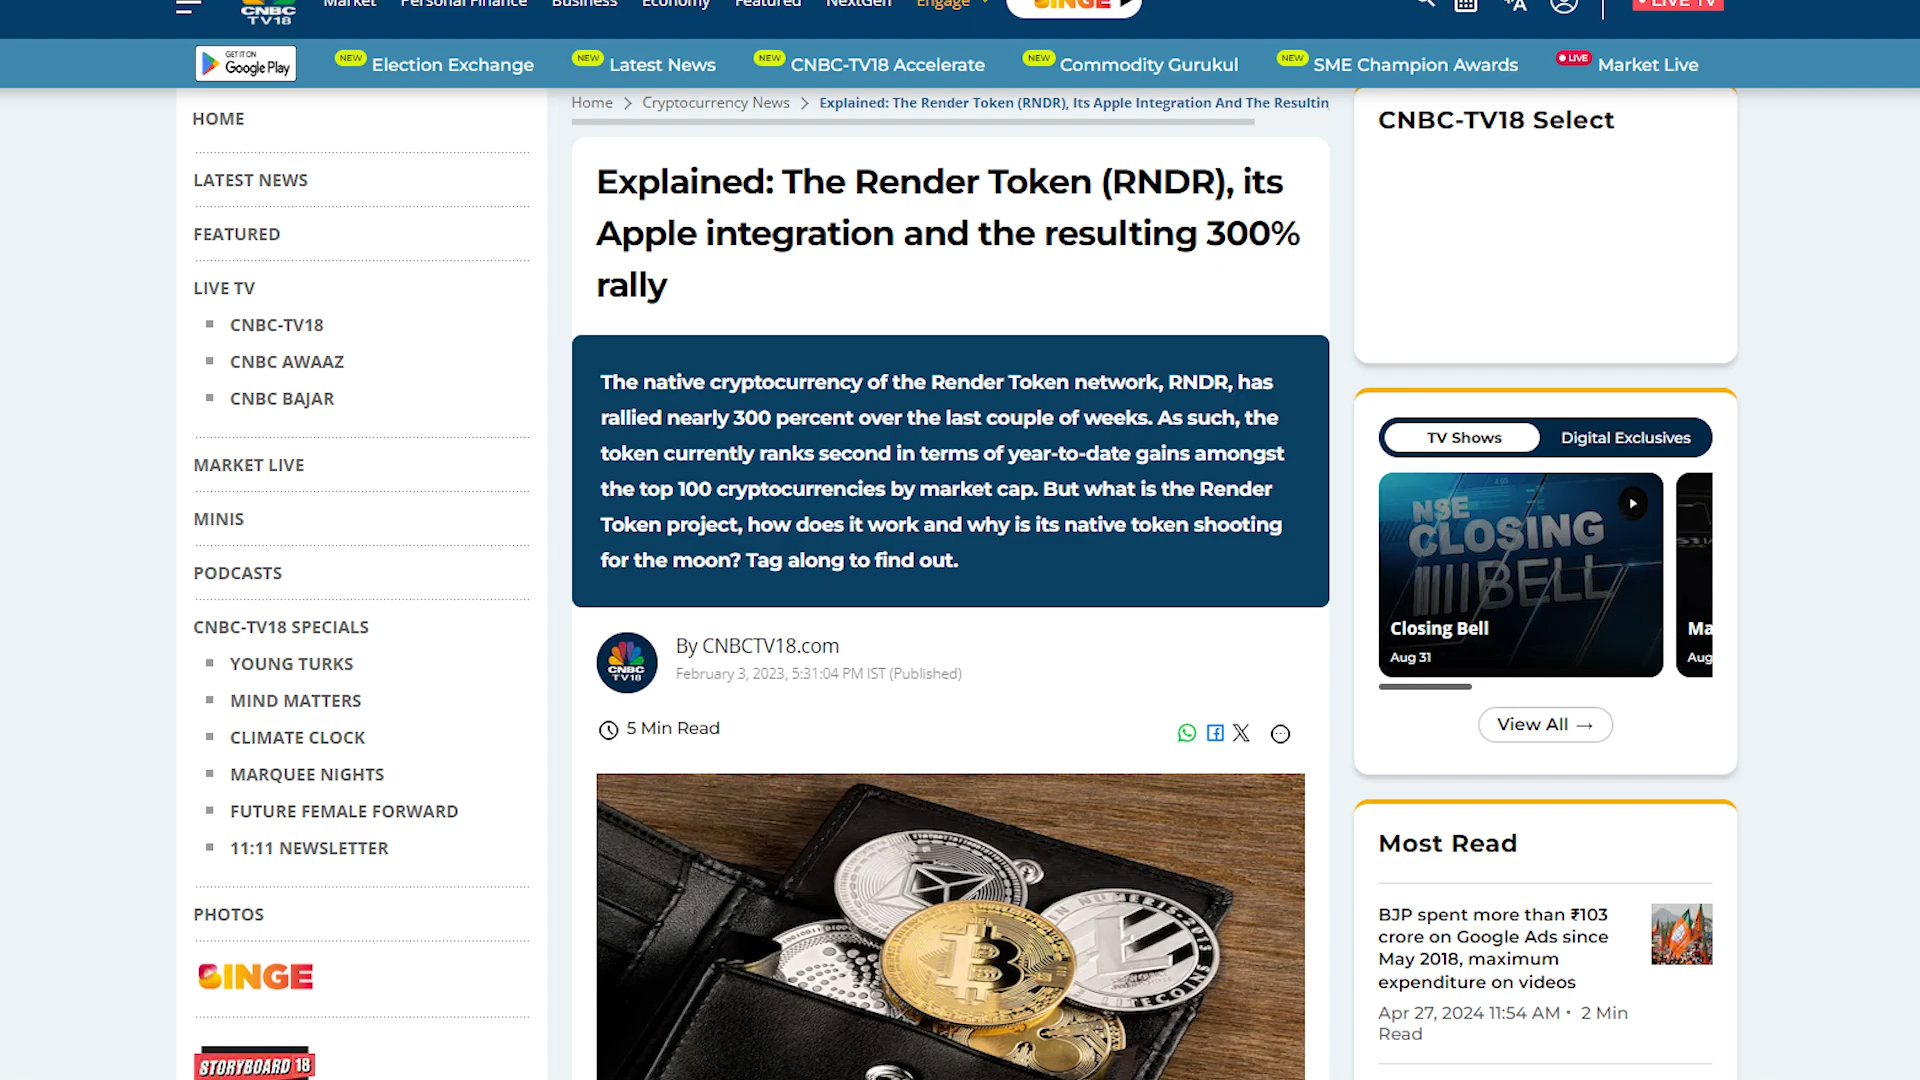 CNBC
TV18
Market
Personal Finance
Business
Economy
Featured
NextGen
Engage
BINGE
LIVE TV
GET IT ON
Google Play
NEW Election Exchange
NEW Latest News
NEW CNBC-TV18 Accelerate
NEW Commodity Gurukul
NEW SME Champion Awards
LIVE Market Live
HOME
LATEST NEWS
FEATURED
LIVE TV
CNBC-TV18
CNBC AWAAZ
CNBC BAJAR
MARKET LIVE
MINIS
PODCASTS
CNBC-TV18 SPECIALS
YOUNG TURKS
MIND MATTERS
CLIMATE CLOCK
MARQUEE NIGHTS
FUTURE FEMALE FORWARD
11:11 NEWSLETTER
PHOTOS
BINGE
STORYBOARD 18
Home > Cryptocurrency News > Explained: The Render Token (RNDR), Its Apple Integration And The Resultin
Explained: The Render Token (RNDR), its
Apple integration and the resulting 300%
rally
The native cryptocurrency of the Render Token network, RNDR, has
rallied nearly 300 percent over the last couple of weeks. As such, the
token currently ranks second in terms of year-to-date gains amongst
the top 100 cryptocurrencies by market cap. But what is the Render
Token project, how does it work and why is its native token shooting
for the moon? Tag along to find out.
CNBC
TV18
By CNBCTV18.com
February 3, 2023, 5:31:04 PM IST (Published)
5 Min Read
CNBC-TV18 Select
TV Shows
Digital Exclusives
NSE
CLOSING
BELL
Closing Bell
Aug 31
Ma
Aug
View All →
Most Read
BJP spent more than ₹103
crore on Google Ads since
May 2018, maximum
expenditure on videos
Apr 27, 2024 11:54 AM • 2 Min
Read